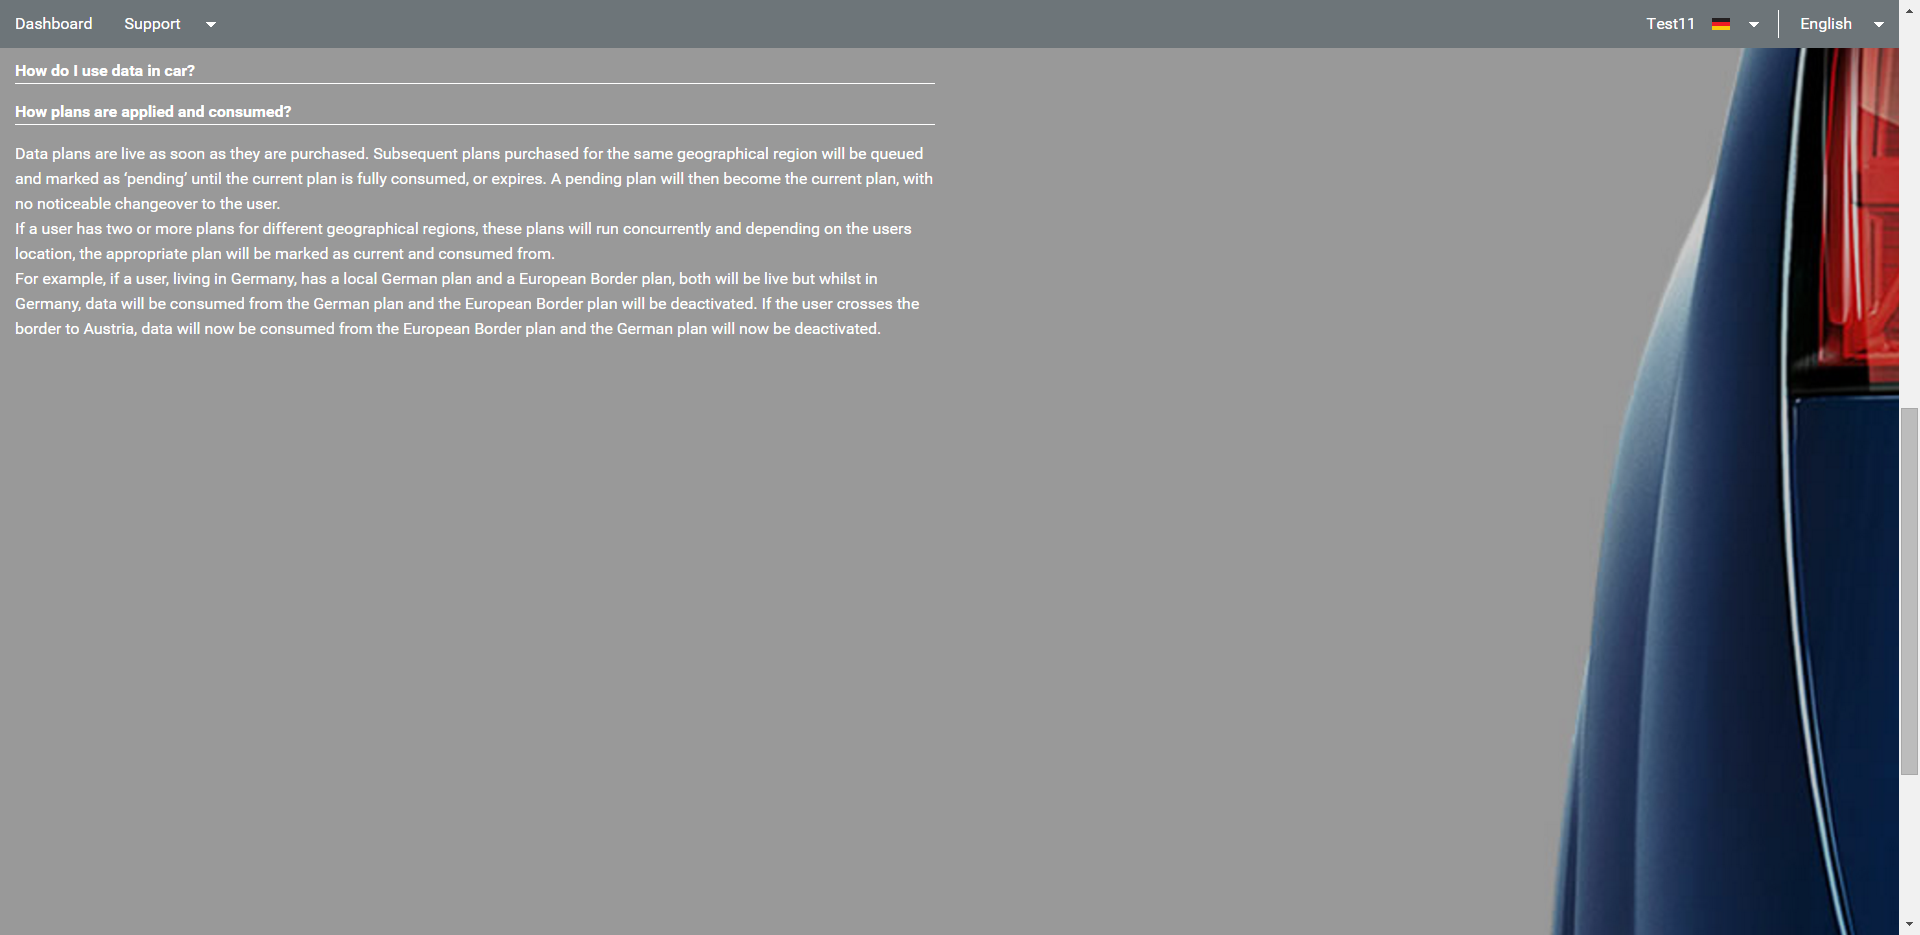 Dashboard Support Test11 English
How do I use data in car?
How plans are applied and consumed?
Data plans are live as soon as they are purchased. Subsequent plans purchased for the same geographical region will be queued
and marked as ‘pending’ until the current plan is fully consumed, or expires. A pending plan will then become the current plan, with
no noticeable changeover to the user.
If a user has two or more plans for different geographical regions, these plans will run concurrently and depending on the users
location, the appropriate plan will be marked as current and consumed from.
For example, if a user, living in Germany, has a local German plan and a European Border plan, both will be live but whilst in
Germany, data will be consumed from the German plan and the European Border plan will be deactivated. If the user crosses the
border to Austria, data will now be consumed from the European Border plan and the German plan will now be deactivated.